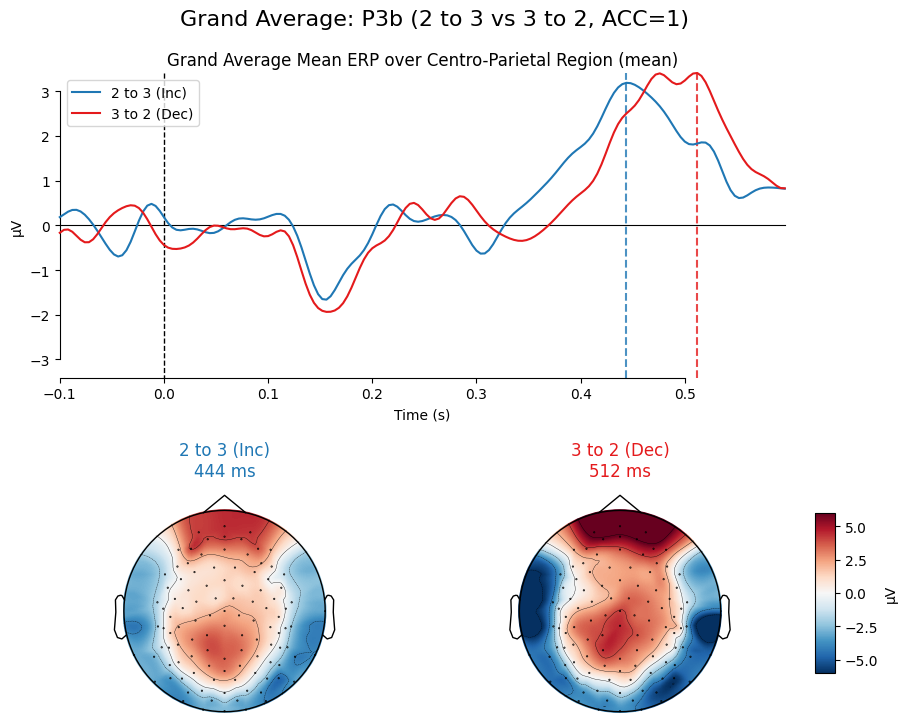 Grand Average: P3b (2 to 3 vs 3 to 2, ACC=1)
Grand Average Mean ERP over Centro-Parietal Region (mean)
2 to 3 (Inc)
3 to 2 (Dec)
3
2
1
0
−1
−2
−3
µV
−0.1
0.0
0.1
0.2
0.3
0.4
0.5
Time (s)
2 to 3 (Inc)
444 ms
3 to 2 (Dec)
512 ms
5.0
2.5
0.0
−2.5
−5.0
µV